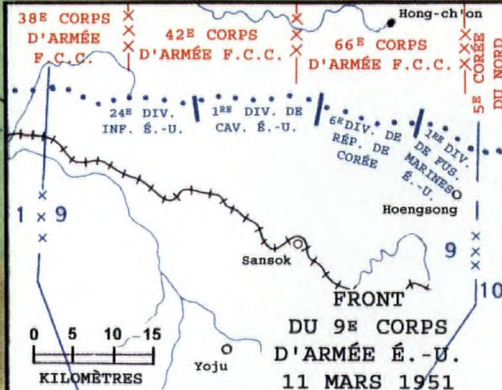 38E CORPS
D'ARMÉE
F.C.C.
42E CORPS
D'ARMÉE F.C.C.
66E CORPS
D'ARMÉE F.C.C.
Hong-ch'on
5E CORÉE
DU NORD
24E DIV.
INF. É.-U.
1RE DIV.
CAV. É.-U.
6E DIV. DE
RÉP. DE
CORÉE
1RE DIV.
DE FUS.
MARINES
É.-U.
Hoengsong
1 9
9
10
Sansok
Yoju
0 5 10 15
KILOMÈTRES
FRONT
DU 9E CORPS
D'ARMÉE É.-U.
11 MARS 1951